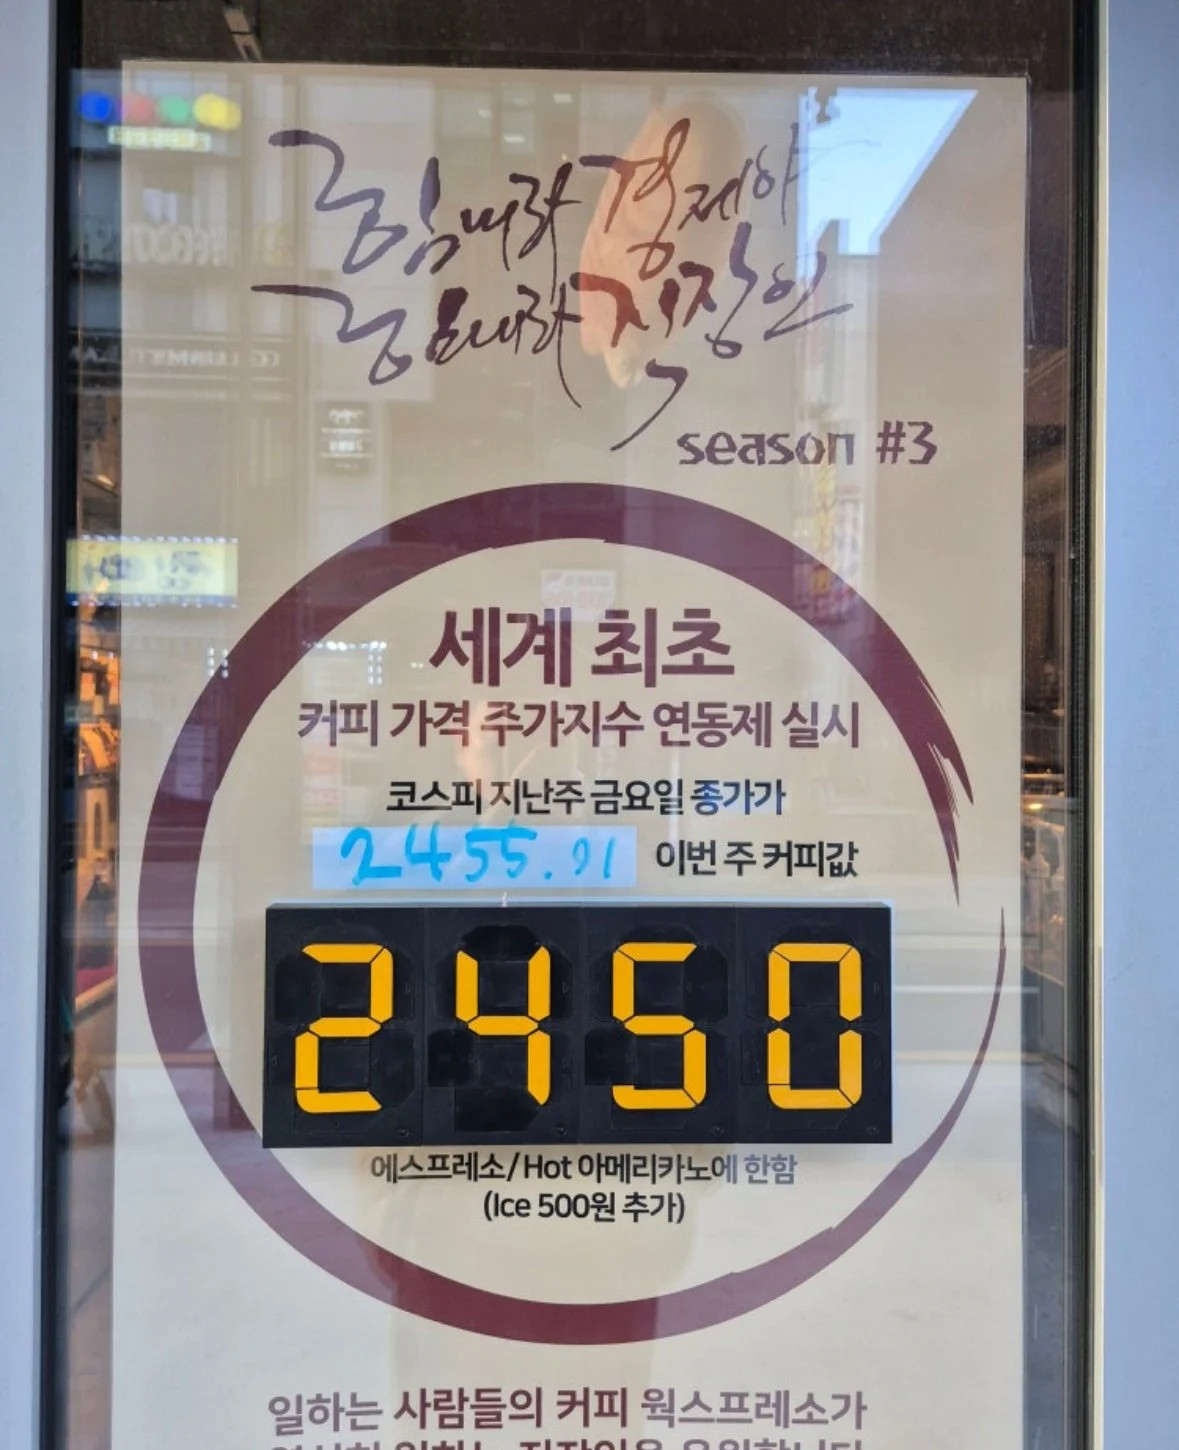 힘내라 경제야
힘내라 직장인
season #3
세계 최초
커피 가격 주가지수 연동제 실시
코스피 지난주 금요일 종가가
2455.91 이번 주 커피값
2450
에스프레소/Hot 아메리카노에 한함
(Ice 500원 추가)
일하는 사람들의 커피 웍스프레소가